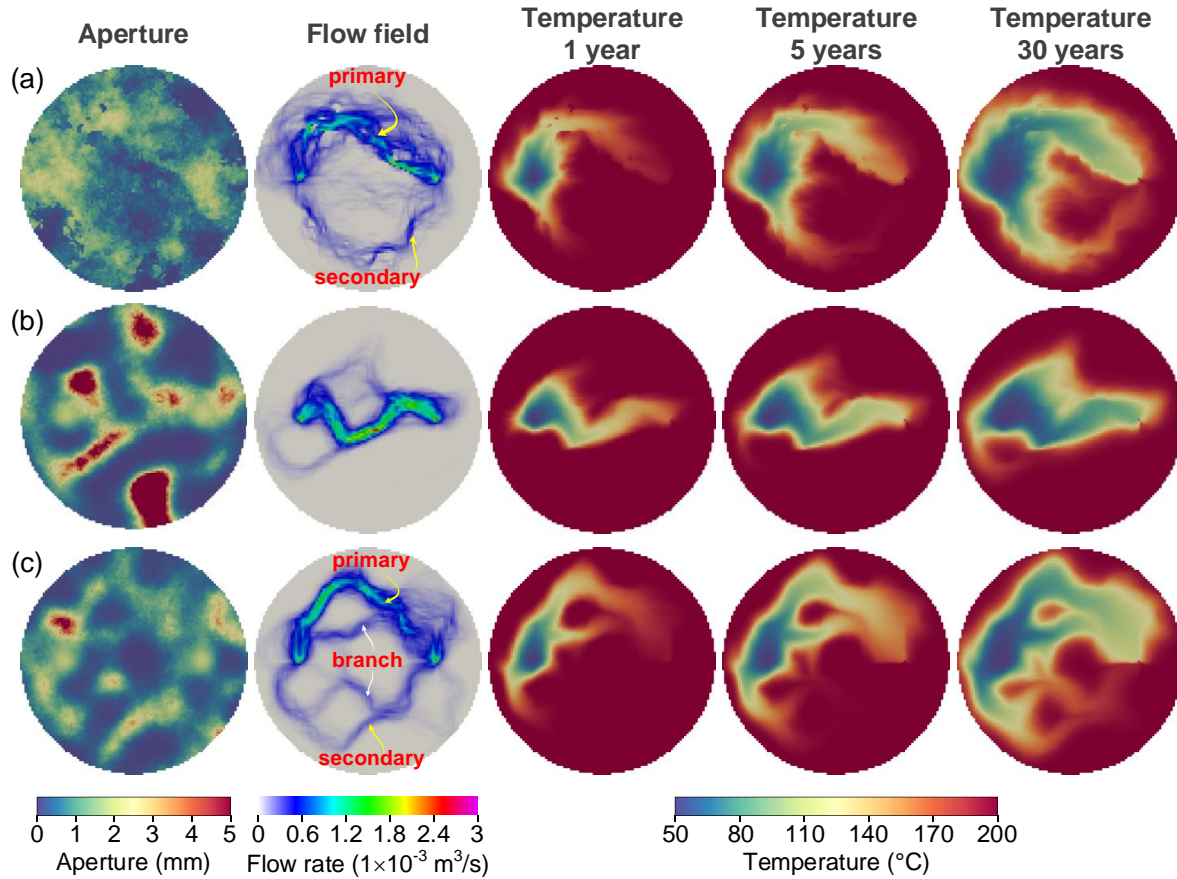 Aperture
Flow field
Temperature
1 year
Temperature
5 years
Temperature
30 years
(a)
primary
secondary
(b)
(c)
primary
branch
secondary
0 1 2 3 4 5
Aperture (mm)
0 0.6 1.2 1.8 2.4 3
Flow rate (1×10⁻³ m³/s)
50 80 110 140 170 200
Temperature (°C)